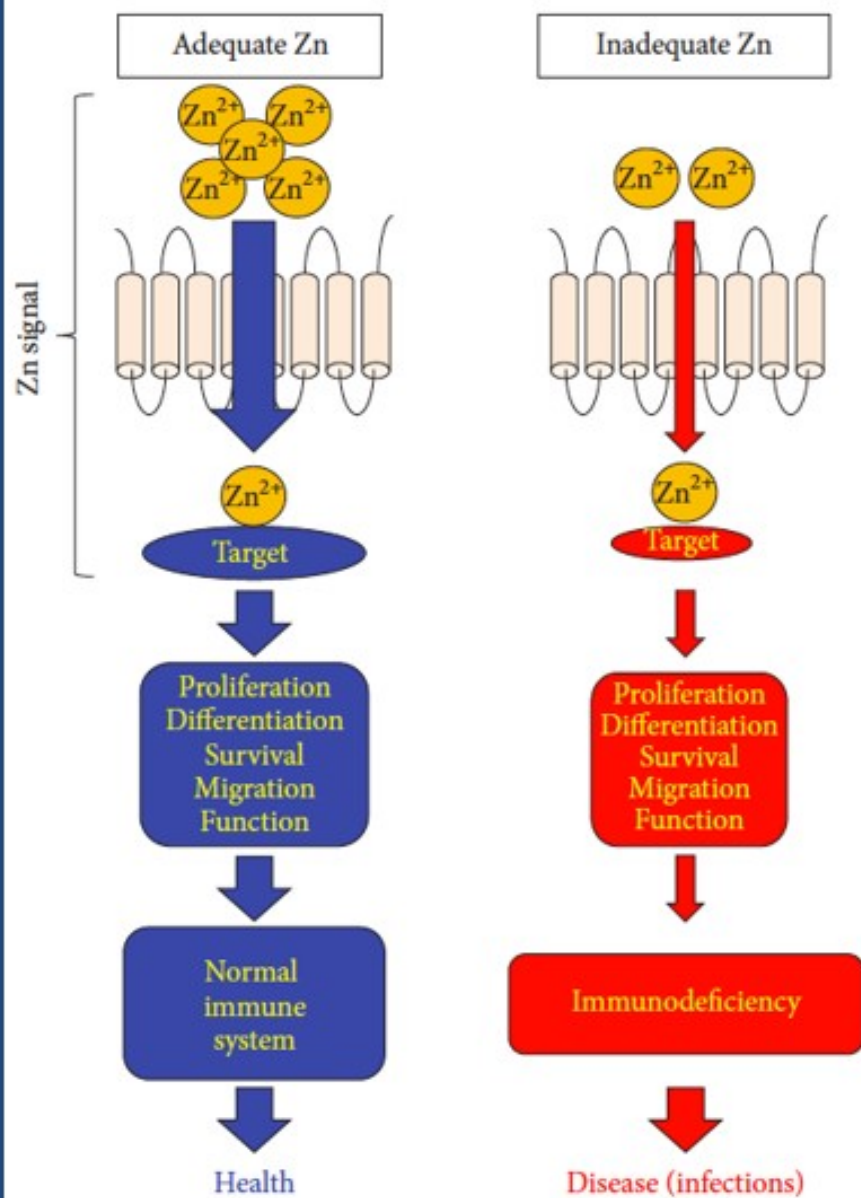 Adequate Zn
Zn²⁺
Zn²⁺
Zn²⁺
Zn²⁺
Zn²⁺
Zn signal
Zn²⁺
Target
Proliferation
Differentiation
Survival
Migration
Function
Normal
immune
system
Health
Inadequate Zn
Zn²⁺
Zn²⁺
Zn²⁺
Target
Proliferation
Differentiation
Survival
Migration
Function
Immunodeficiency
Disease (infections)